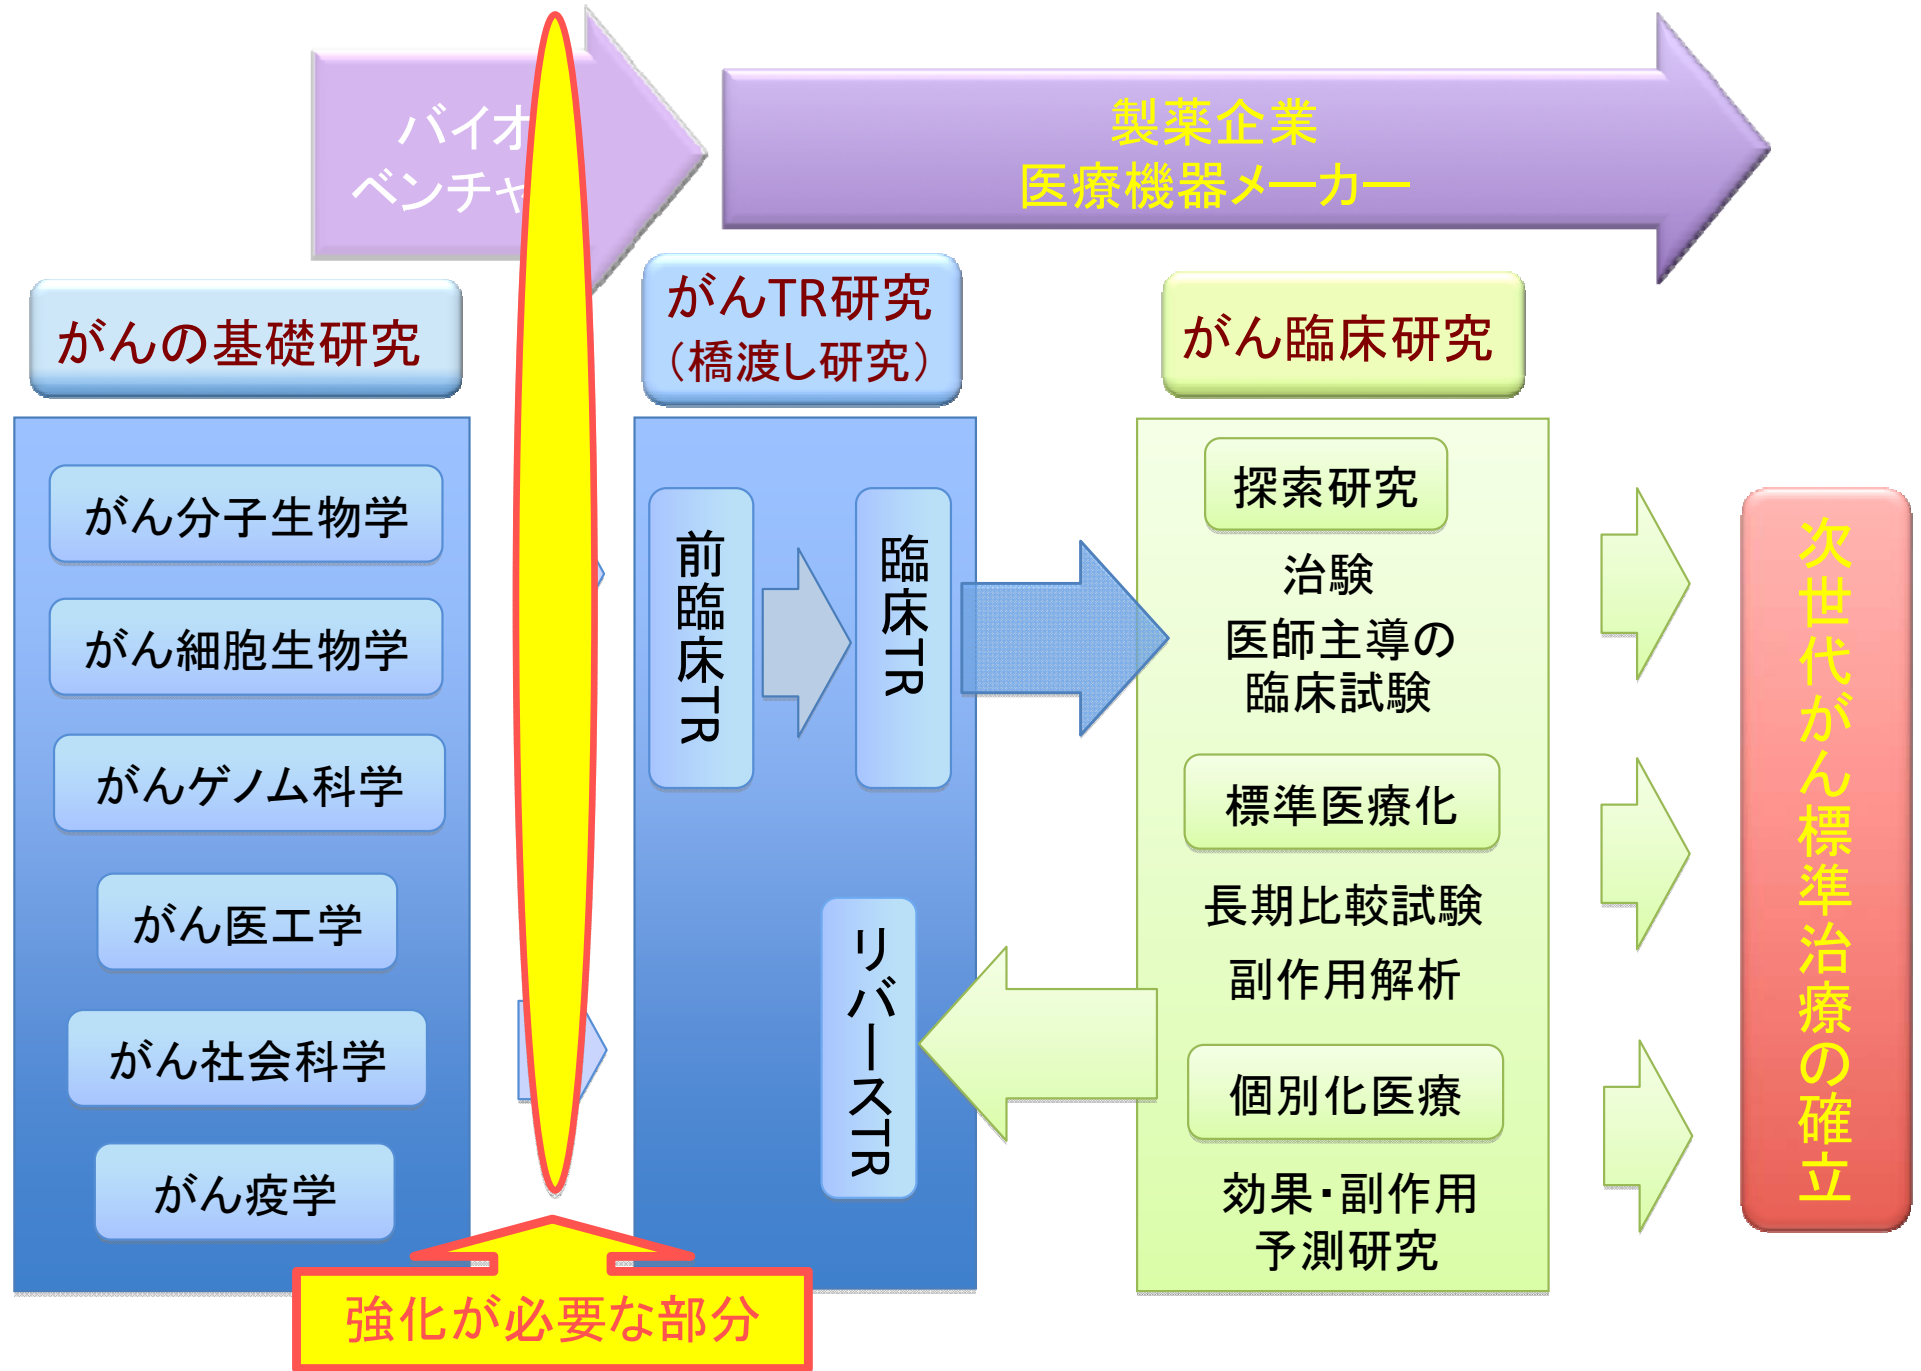 バイオ
ベンチャ
製薬企業
医療機器メーカー
がんの基礎研究
がん分子生物学
がん細胞生物学
がんゲノム科学
がん医工学
がん社会科学
がん疫学
がんTR研究
（橋渡し研究）
前臨床TR
臨床TR
リバースTR
がん臨床研究
探索研究
治験
医師主導の
臨床試験
標準医療化
長期比較試験
副作用解析
個別化医療
効果・副作用
予測研究
次世代がん標準治療の確立
強化が必要な部分